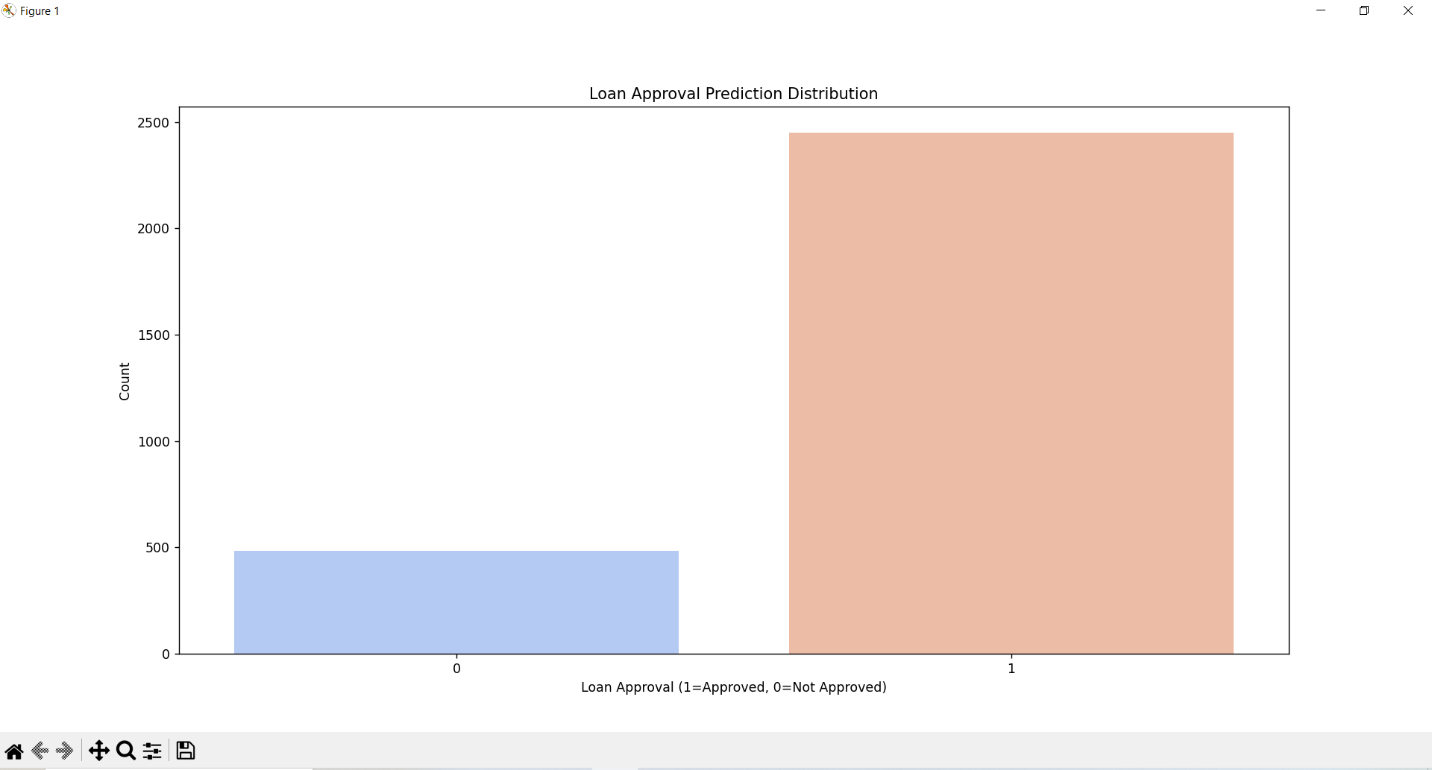 Figure 1
Loan Approval Prediction Distribution
2500
2000
1500
1000
500
0
Count
0 1
Loan Approval (1=Approved, 0=Not Approved)